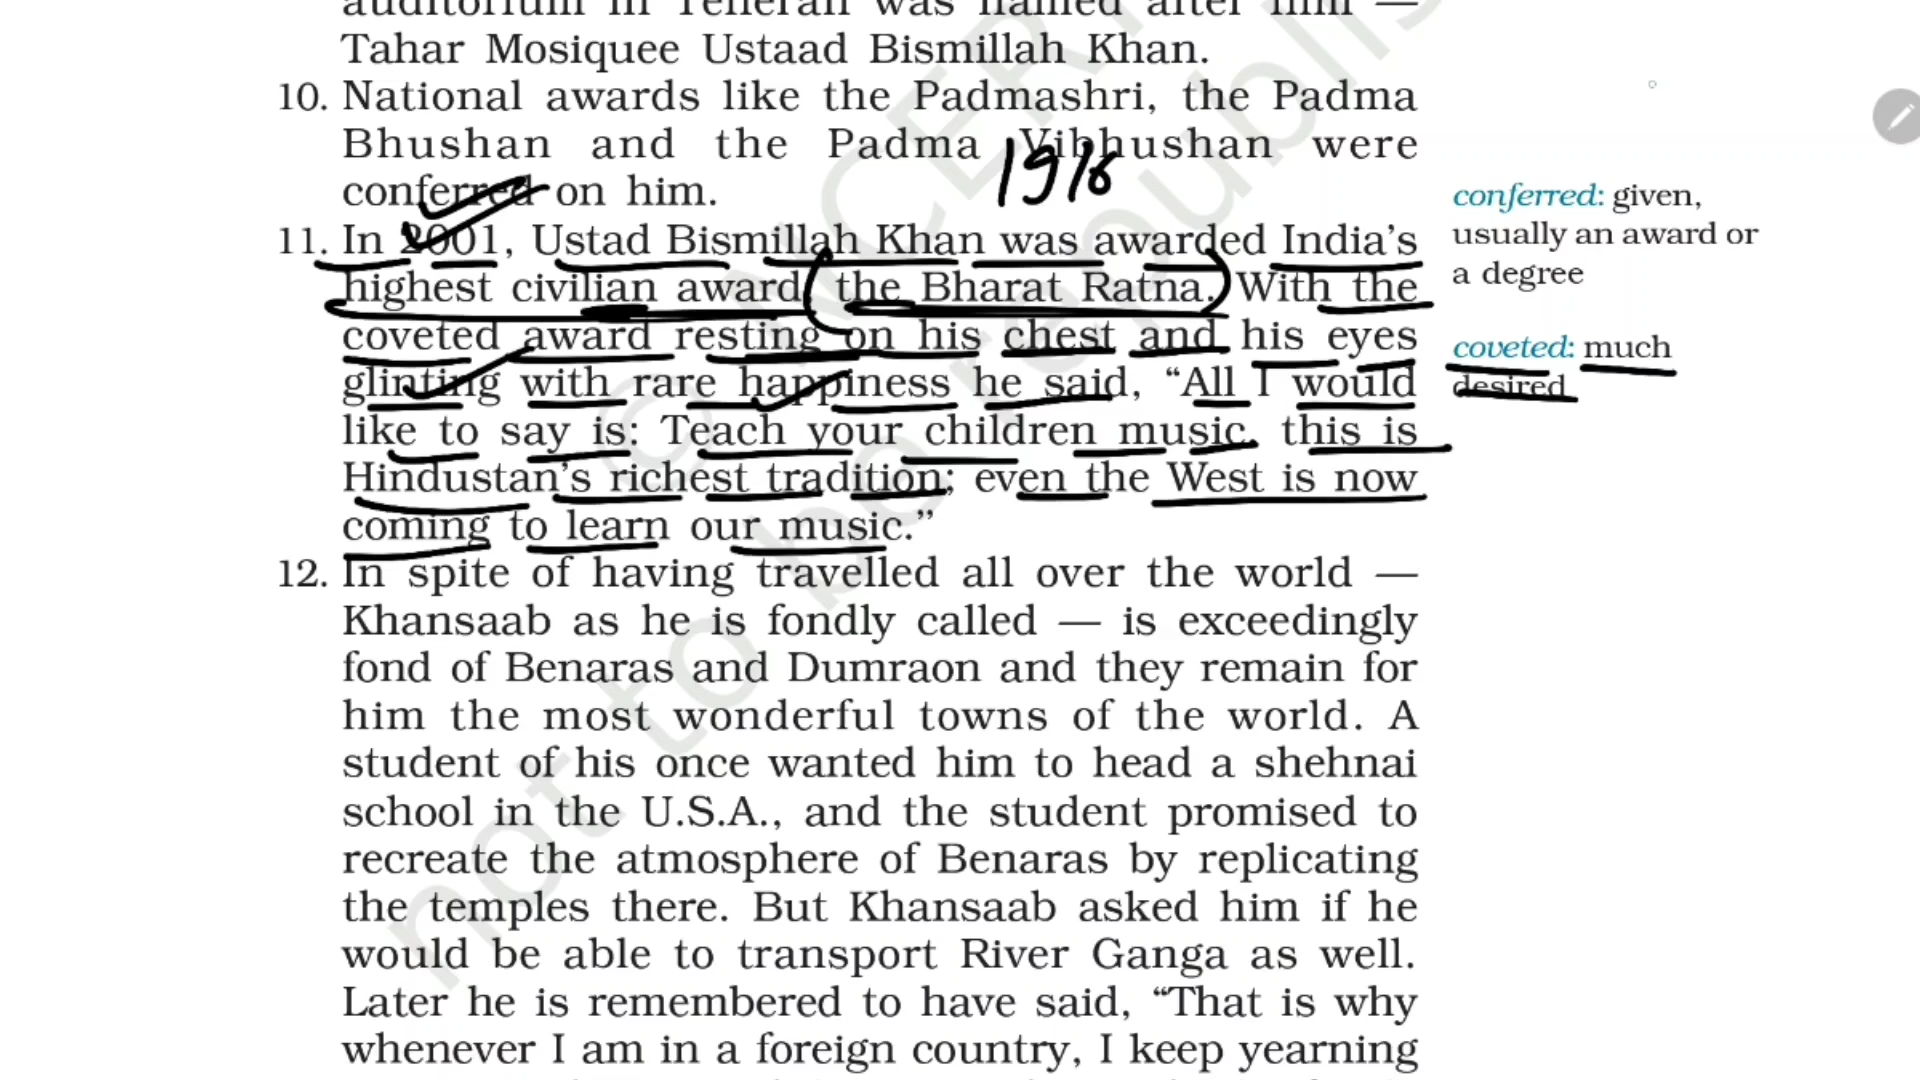 Tahar Mosiquee Ustaad Bismillah Khan.
10. National awards like the Padmashri, the Padma
Bhushan and the Padma Vibhushan were
conferred on him.
1916
11. In 2001, Ustad Bismillah Khan was awarded India's
highest civilian award, the Bharat Ratna. With the
coveted award resting on his chest and his eyes
glinting with rare happiness he said, “All I would
like to say is: Teach your children music, this is
Hindustan's richest tradition; even the West is now
coming to learn our music.”
12. In spite of having travelled all over the world —
Khansaab as he is fondly called — is exceedingly
fond of Benaras and Dumraon and they remain for
him the most wonderful towns of the world. A
student of his once wanted him to head a shehnai
school in the U.S.A., and the student promised to
recreate the atmosphere of Benaras by replicating
the temples there. But Khansaab asked him if he
would be able to transport River Ganga as well.
Later he is remembered to have said, “That is why
whenever I am in a foreign country, I keep yearning
conferred: given,
usually an award or
a degree
coveted: much
desired
not to be republis